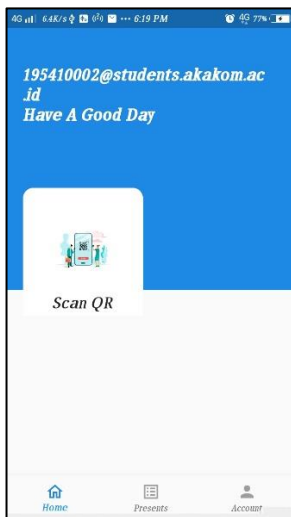 4G 6.4K/s ••• 6:19 PM 4G 77%
195410002@students.akakom.ac
.id
Have A Good Day
Scan QR
Home Presents Account